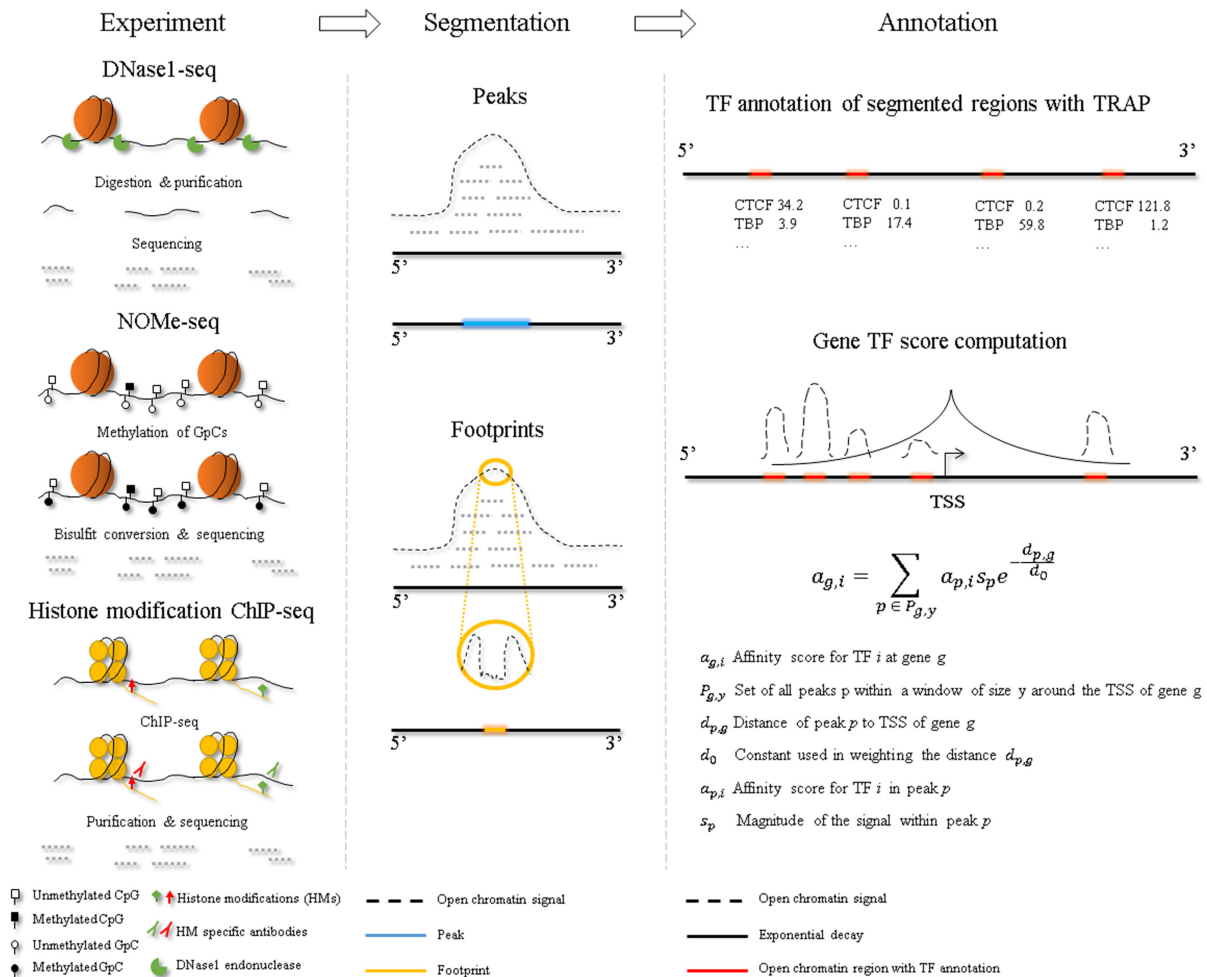 Experiment
Segmentation
Annotation
DNase1-seq
Digestion & purification
Sequencing
NOMe-seq
Methylation of GpCs
Bisulfit conversion & sequencing
Histone modification ChIP-seq
ChIP-seq
Purification & sequencing
Unmethylated CpG
Methylated CpG
Unmethylated GpC
Methylated GpC
Histone modifications (HMs)
HM specific antibodies
DNase1 endonuclease
Peaks
5’ 3’
5’ 3’
Footprints
5’ 3’
5’ 3’
Open chromatin signal
Peak
Footprint
TF annotation of segmented regions with TRAP
5’ 3’
CTCF 34.2 CTCF 0.1 CTCF 0.2 CTCF 121.8
TBP 3.9 TBP 17.4 TBP 59.8 TBP 1.2
… … … …
Gene TF score computation
5’ 3’
TSS
a_{g,i} = ∑_{p ∈ P_{g,y}} a_{p,i} s_p e^{-d_{p,g}/d_0}
a_{g,i} Affinity score for TF i at gene g
P_{g,y} Set of all peaks p within a window of size y around the TSS of gene g
d_{p,g} Distance of peak p to TSS of gene g
d_0 Constant used in weighting the distance d_{p,g}
a_{p,i} Affinity score for TF i in peak p
s_p Magnitude of the signal within peak p
Open chromatin signal
Exponential decay
Open chromatin region with TF annotation